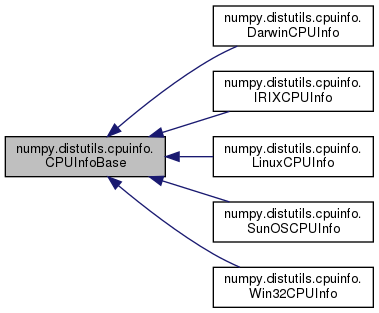 numpy.distutils.cpuinfo.
CPUInfoBase
numpy.distutils.cpuinfo.
DarwinCPUInfo
numpy.distutils.cpuinfo.
IRIXCPUInfo
numpy.distutils.cpuinfo.
LinuxCPUInfo
numpy.distutils.cpuinfo.
SunOSCPUInfo
numpy.distutils.cpuinfo.
Win32CPUInfo